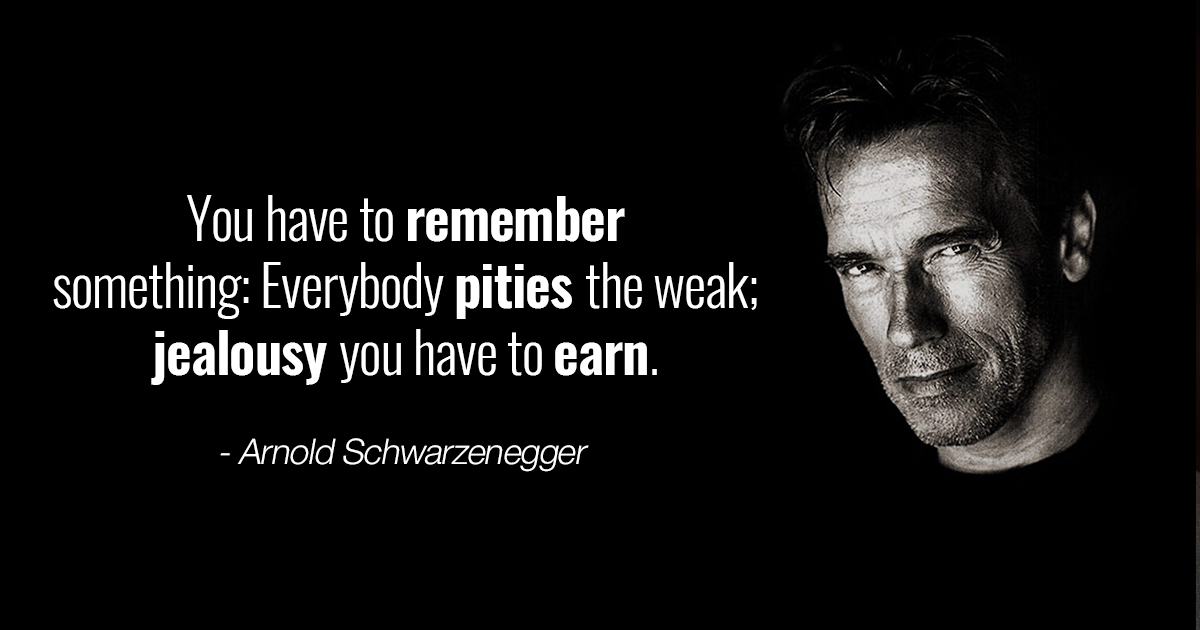 You have to remember
something: Everybody pities the weak;
jealousy you have to earn.
- Arnold Schwarzenegger